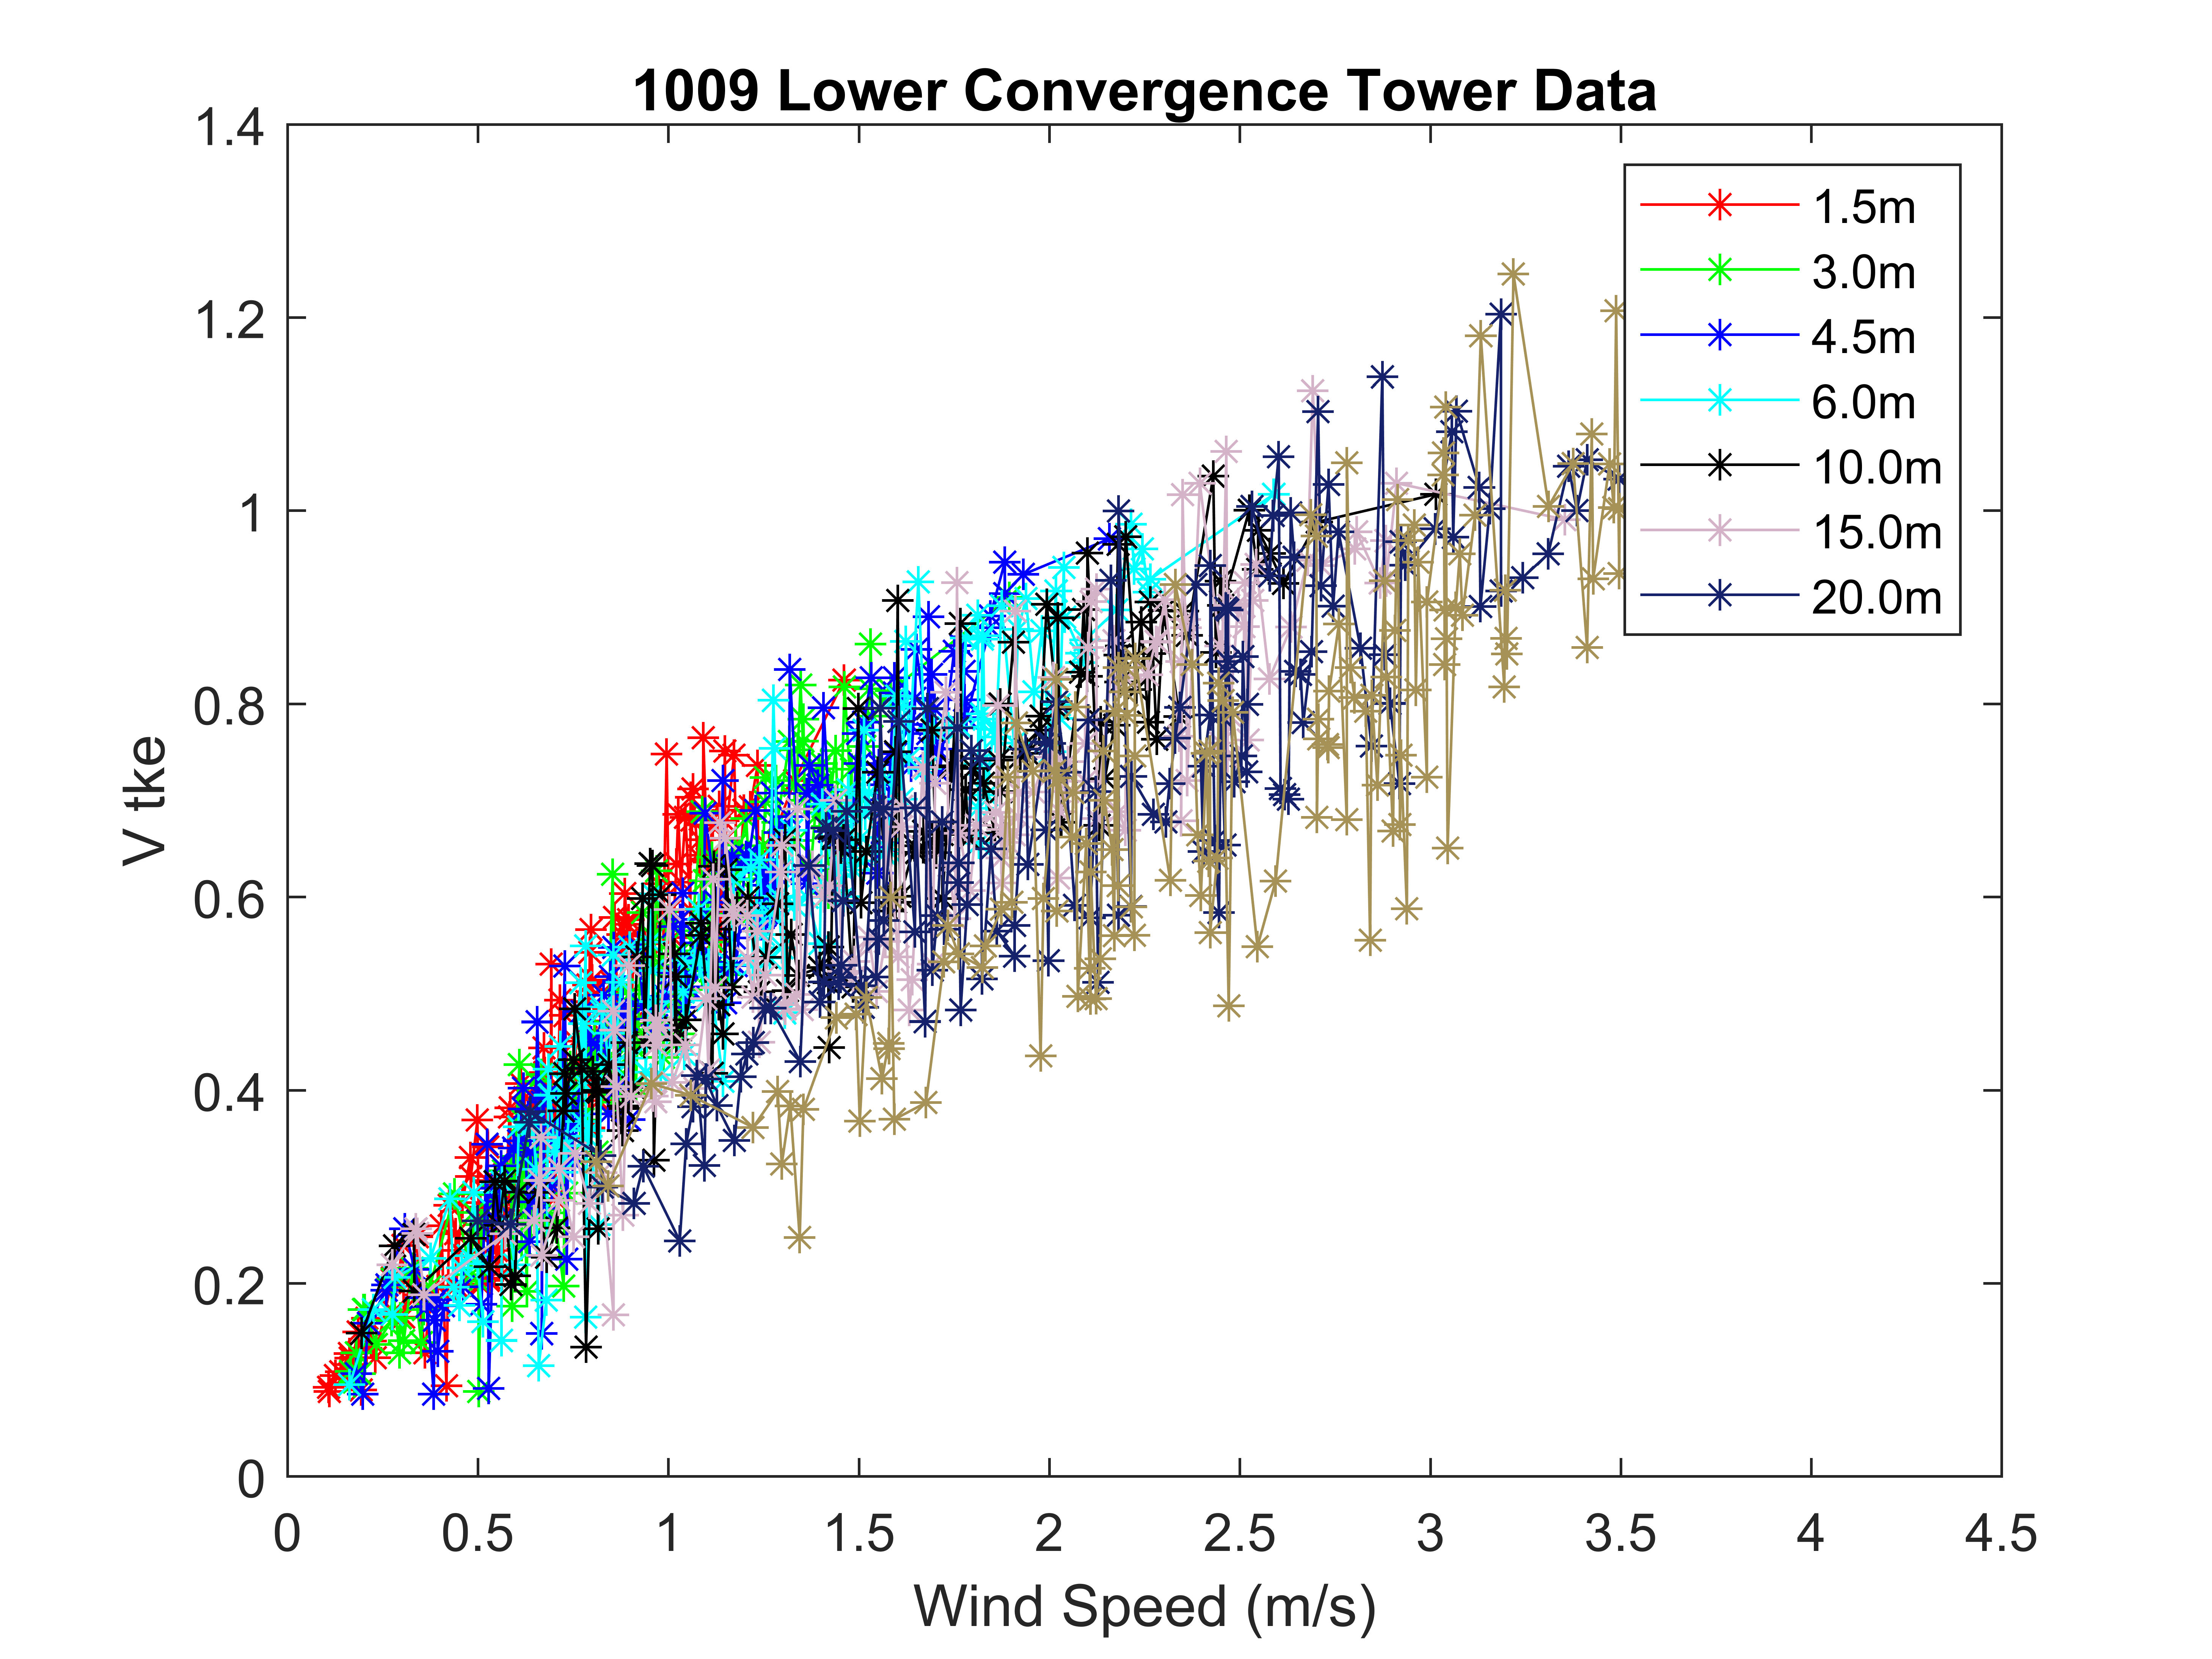 1009 Lower Convergence Tower Data
1.4
1.2
1
0.8
0.6
0.4
0.2
0
V tke
1.5m
3.0m
4.5m
6.0m
10.0m
15.0m
20.0m
0 0.5 1 1.5 2 2.5 3 3.5 4 4.5
Wind Speed (m/s)